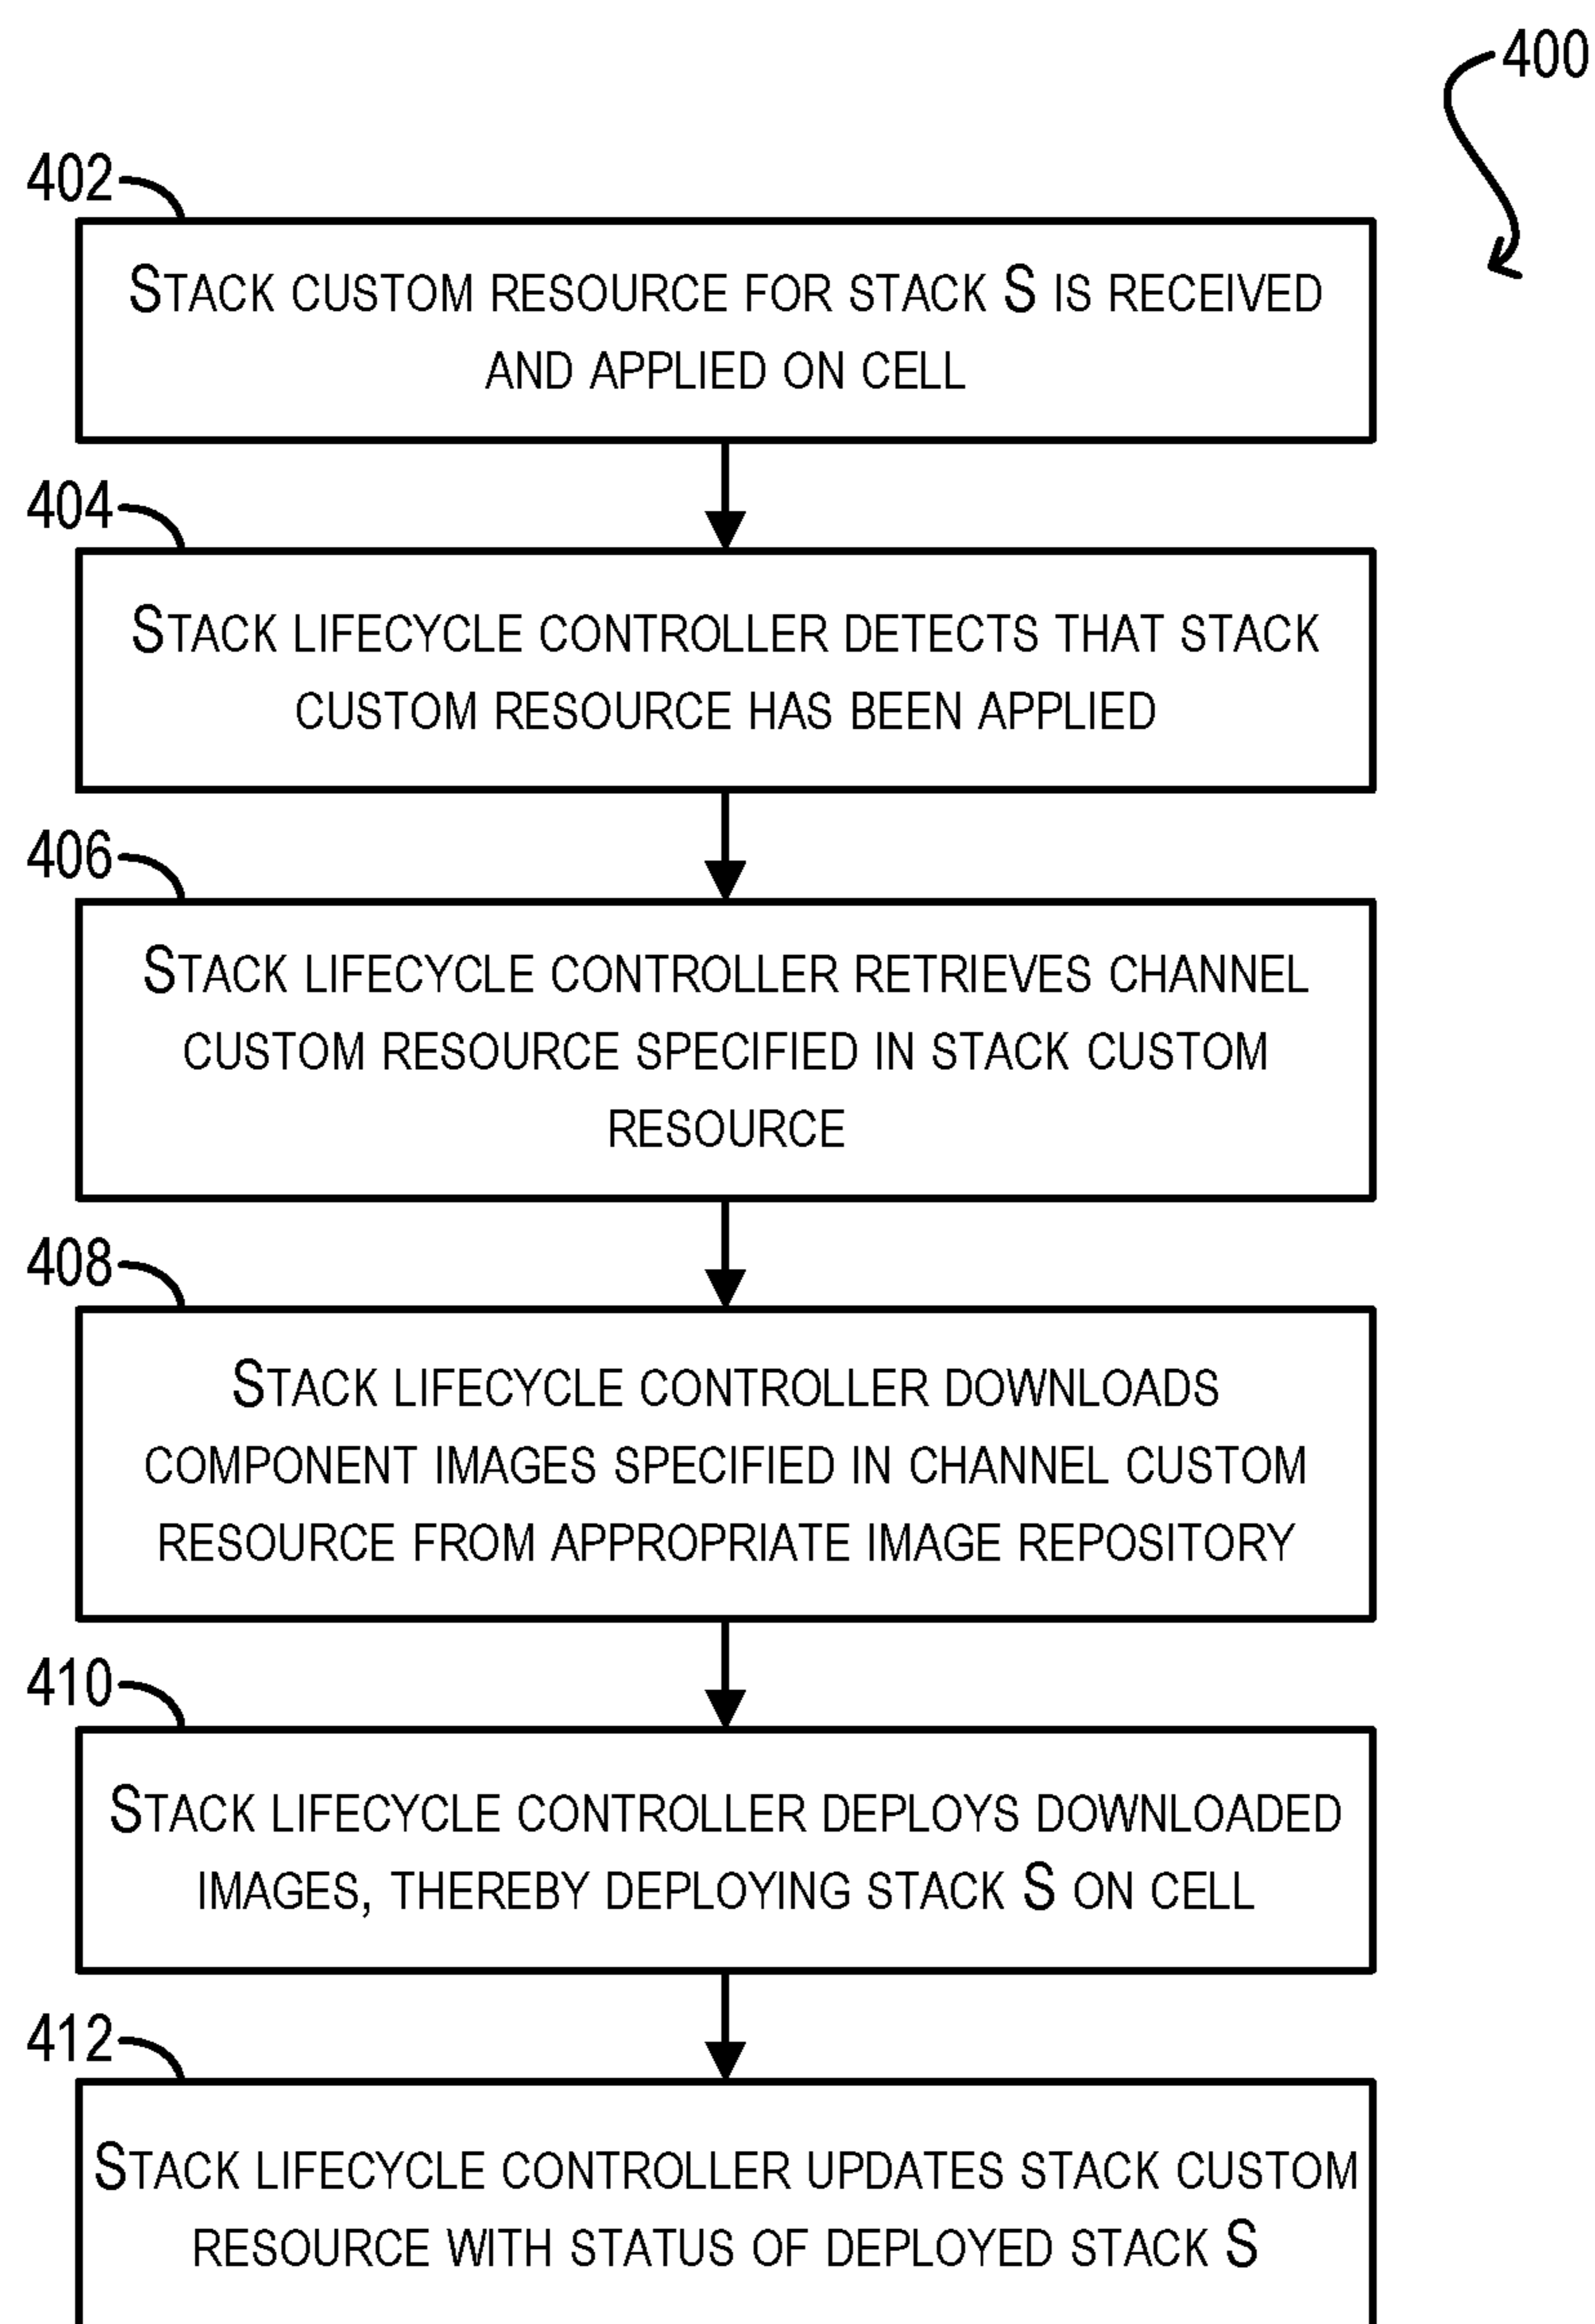 400
402
STACK CUSTOM RESOURCE FOR STACK S IS RECEIVED
AND APPLIED ON CELL
404
STACK LIFECYCLE CONTROLLER DETECTS THAT STACK
CUSTOM RESOURCE HAS BEEN APPLIED
406
STACK LIFECYCLE CONTROLLER RETRIEVES CHANNEL
CUSTOM RESOURCE SPECIFIED IN STACK CUSTOM
RESOURCE
408
STACK LIFECYCLE CONTROLLER DOWNLOADS
COMPONENT IMAGES SPECIFIED IN CHANNEL CUSTOM
RESOURCE FROM APPROPRIATE IMAGE REPOSITORY
410
STACK LIFECYCLE CONTROLLER DEPLOYS DOWNLOADED
IMAGES, THEREBY DEPLOYING STACK S ON CELL
412
STACK LIFECYCLE CONTROLLER UPDATES STACK CUSTOM
RESOURCE WITH STATUS OF DEPLOYED STACK S